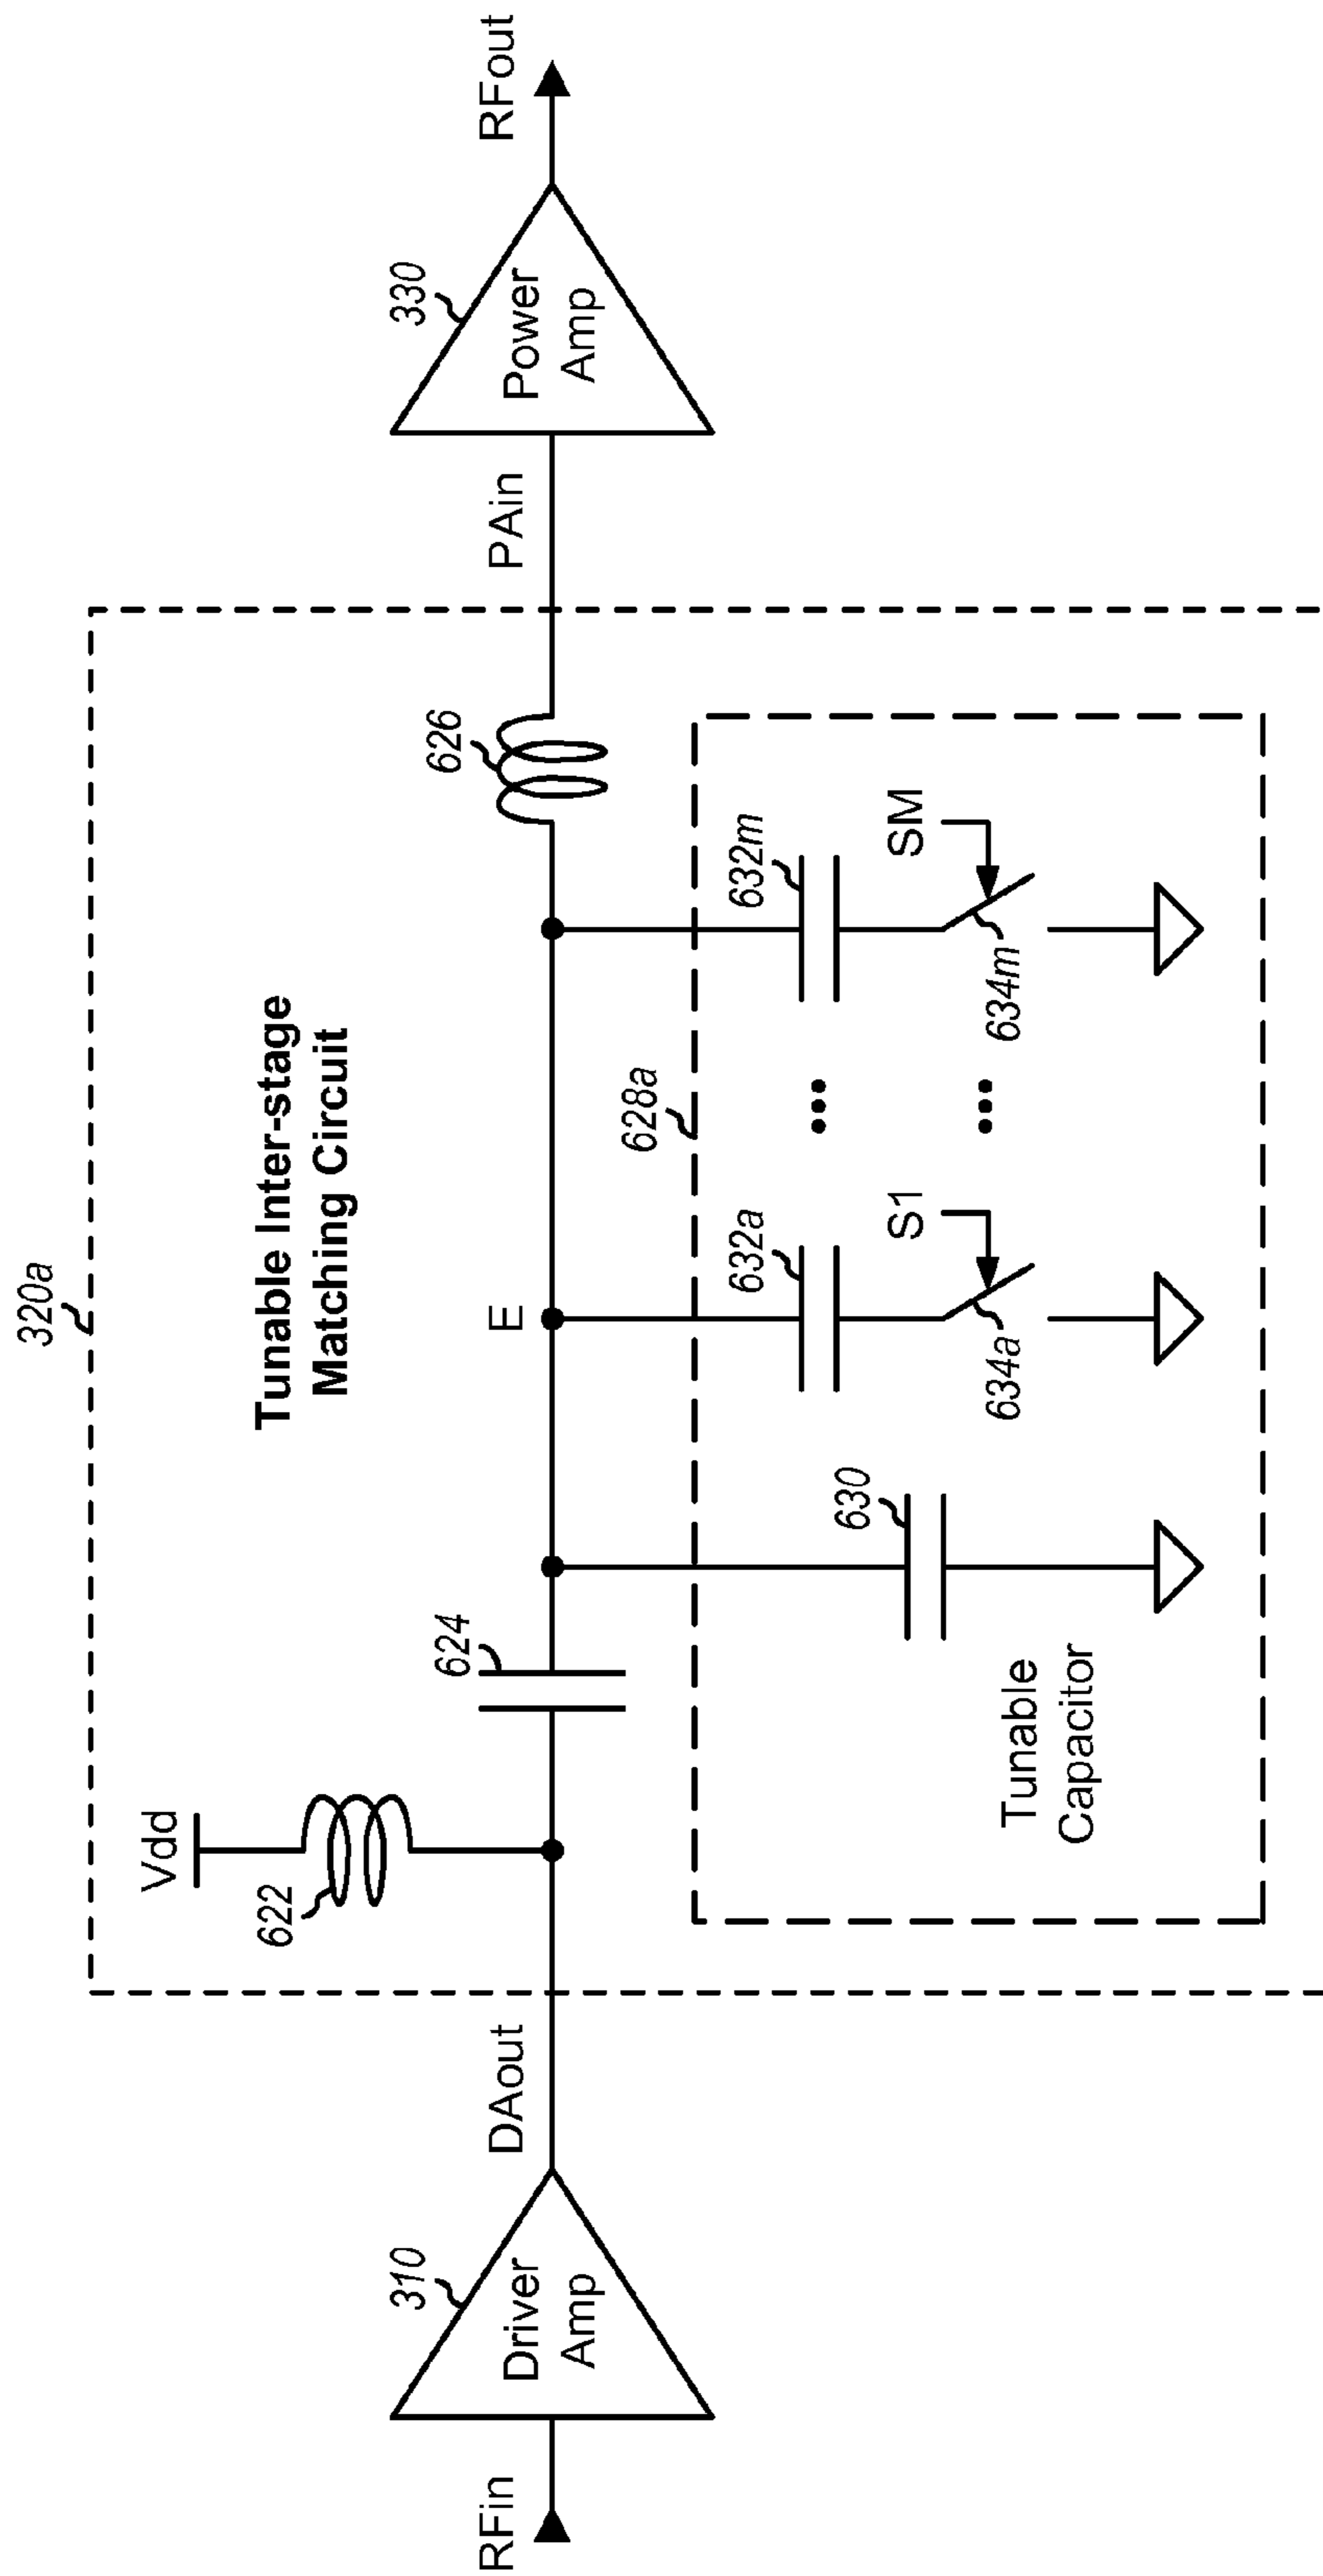 320a
Tunable Inter-stage
Matching Circuit
Vdd
622
624
E
626
310
Driver
Amp
330
Power
Amp
RFin
DAout
PAin
RFout
628a
630
632a
632m
S1
SM
634a
634m
Tunable
Capacitor